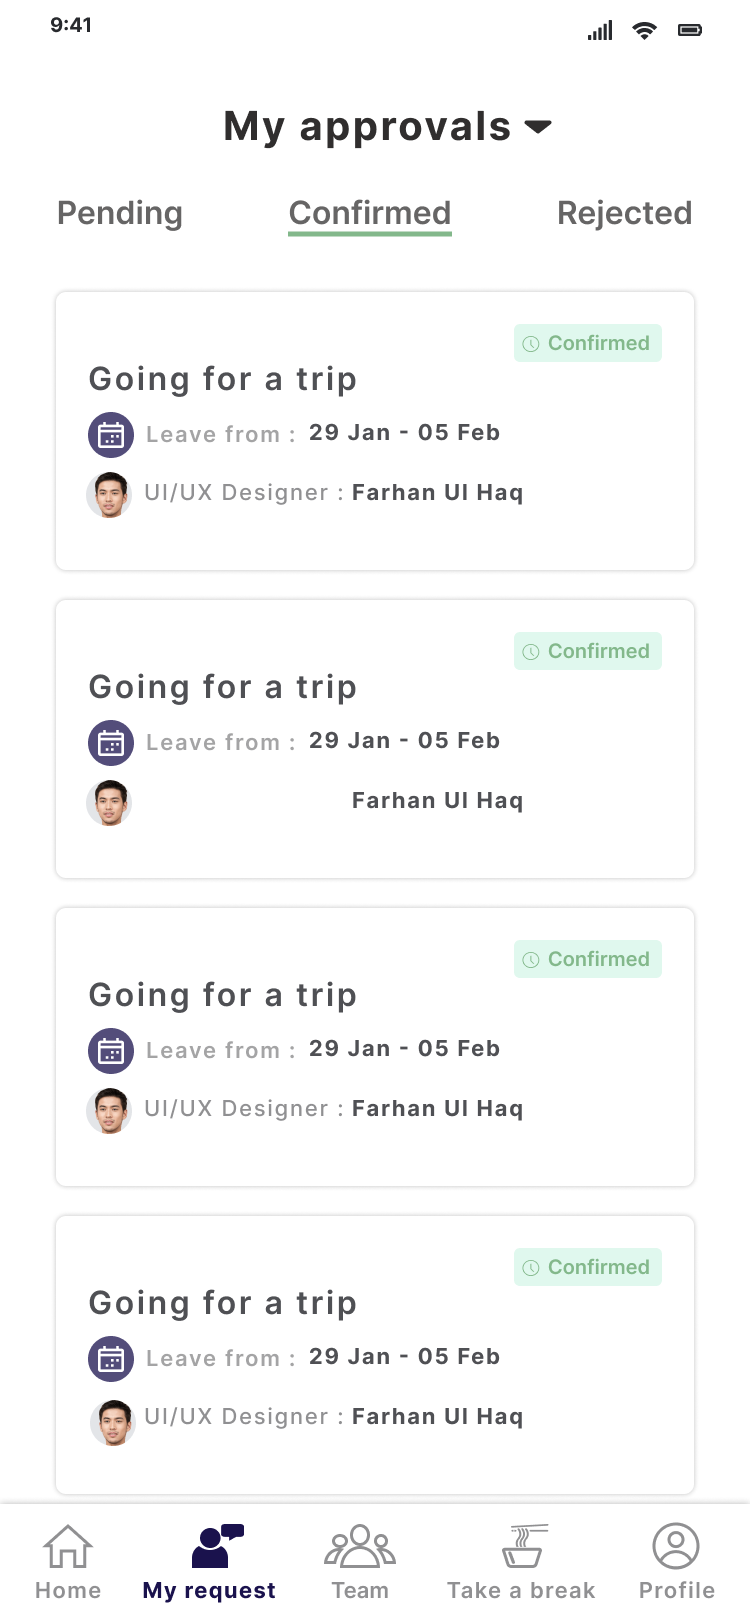 9:41
My approvals
Pending Confirmed Rejected
Confirmed
Going for a trip
Leave from : 29 Jan - 05 Feb
UI/UX Designer : Farhan Ul Haq
Confirmed
Going for a trip
Leave from : 29 Jan - 05 Feb
Farhan Ul Haq
Confirmed
Going for a trip
Leave from : 29 Jan - 05 Feb
UI/UX Designer : Farhan Ul Haq
Confirmed
Going for a trip
Leave from : 29 Jan - 05 Feb
UI/UX Designer : Farhan Ul Haq
Home My request Team Take a break Profile